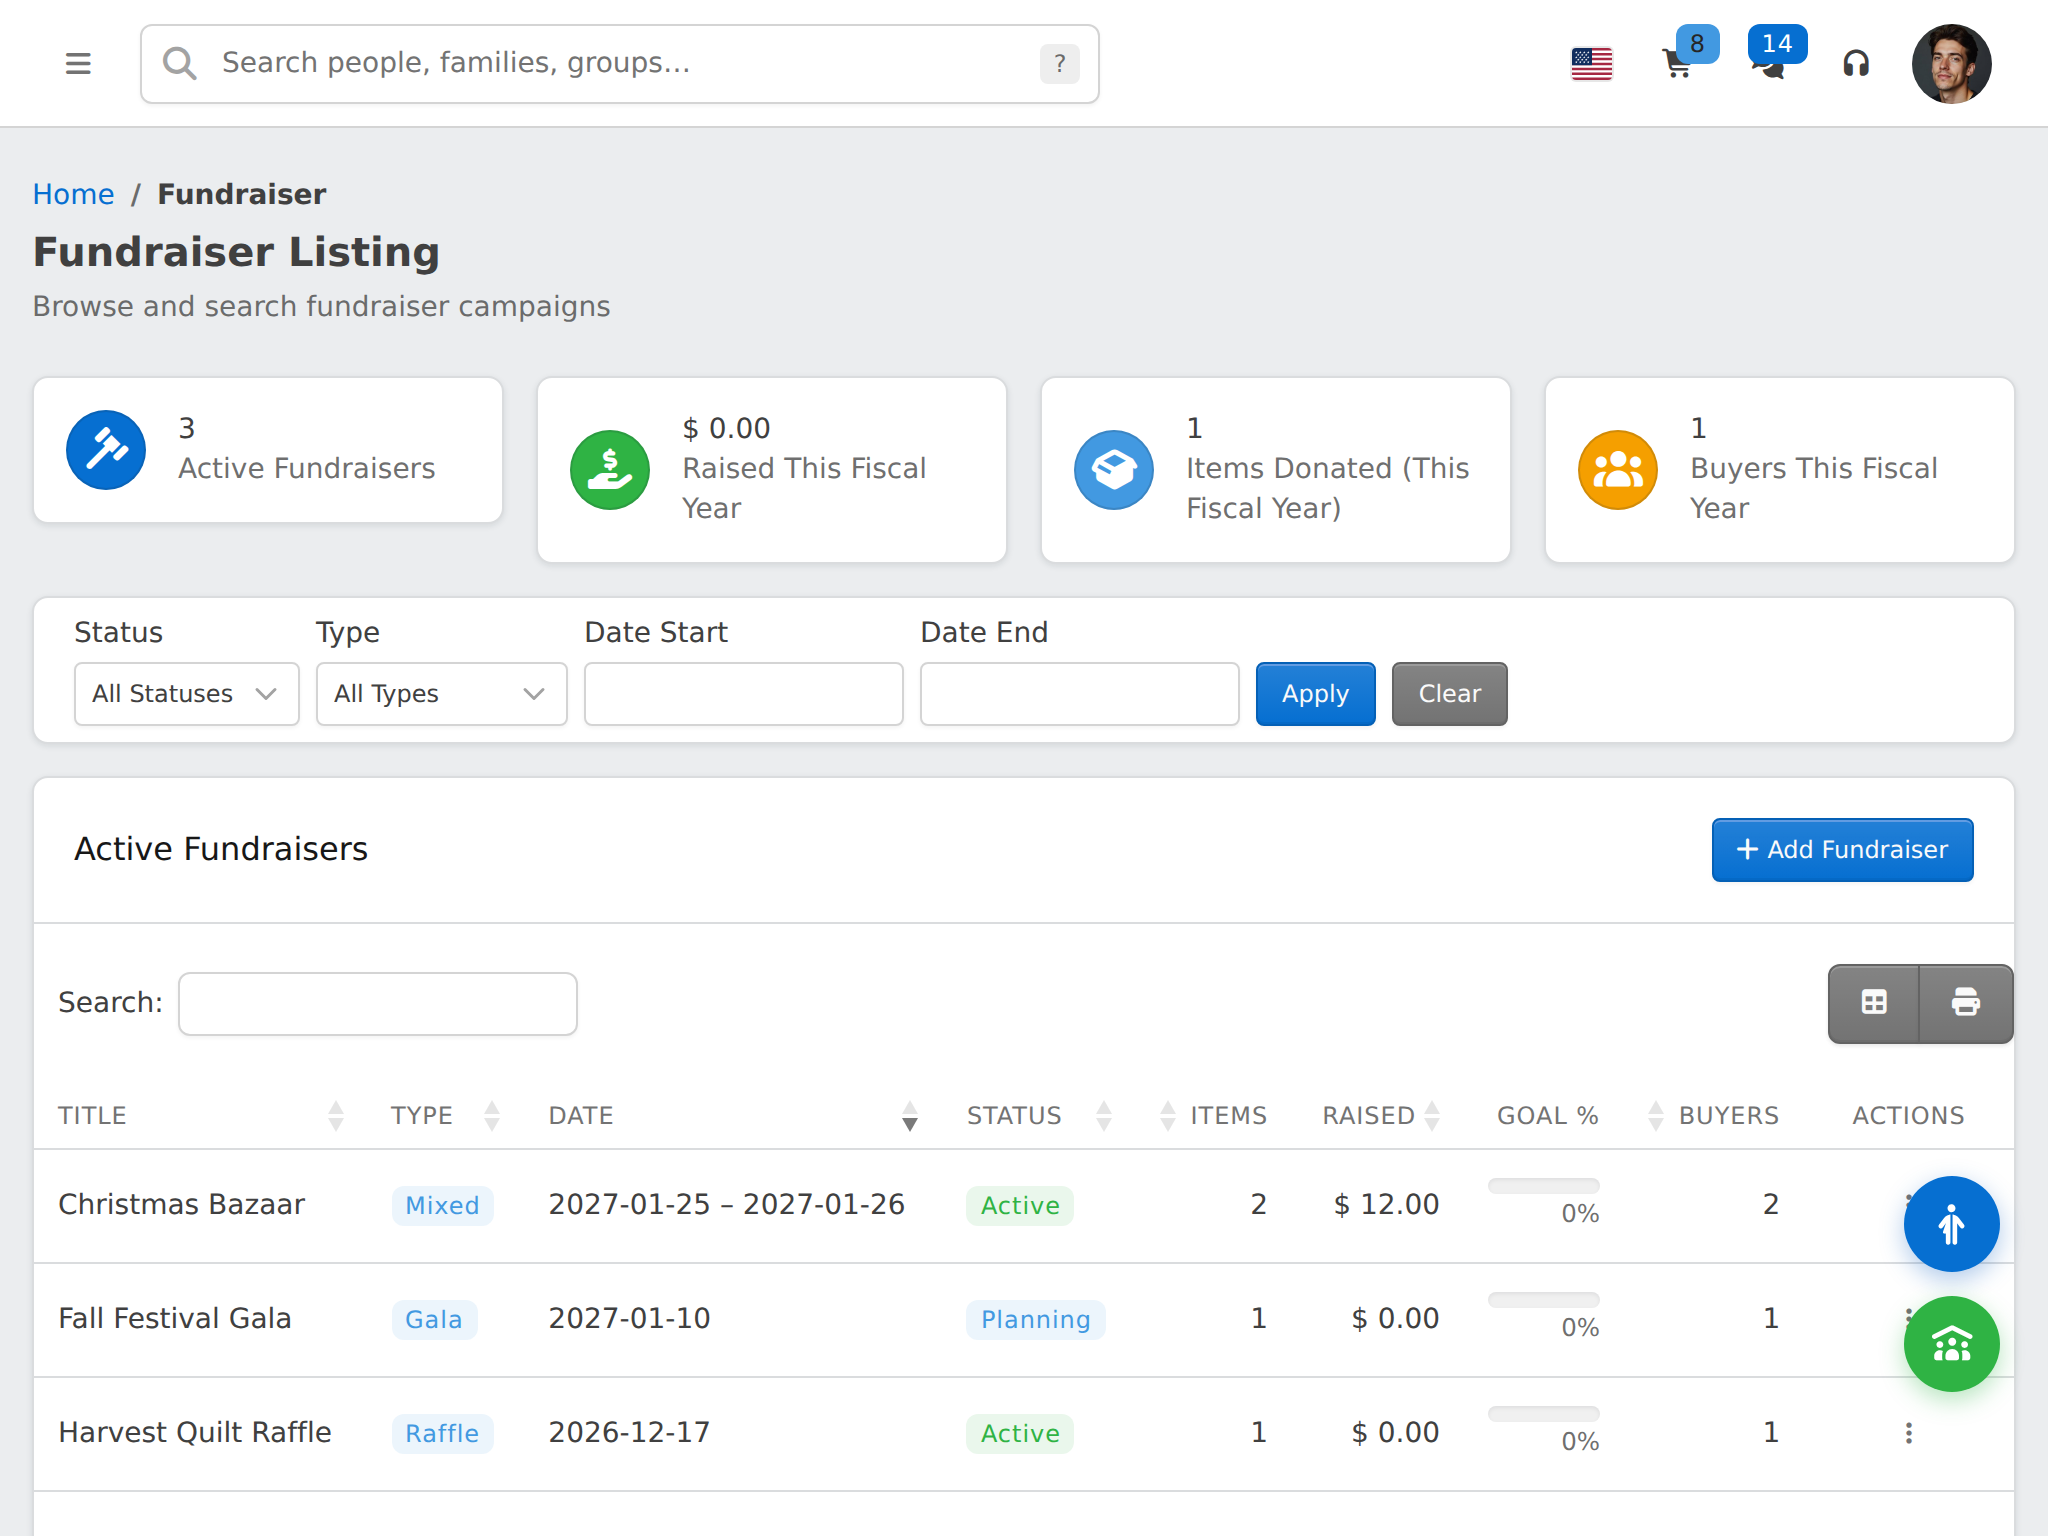 Search people, families, groups...
?
8
14
Home / Fundraiser
Fundraiser Listing
Browse and search fundraiser campaigns
3
Active Fundraisers
$ 0.00
Raised This Fiscal
Year
1
Items Donated (This
Fiscal Year)
1
Buyers This Fiscal
Year
Status Type Date Start Date End
All Statuses All Types Apply Clear
Active Fundraisers
Add Fundraiser
Search:
TITLE TYPE DATE STATUS ITEMS RAISED GOAL % BUYERS ACTIONS
Christmas Bazaar Mixed 2027-01-25 – 2027-01-26 Active 2 $ 12.00 0% 2
Fall Festival Gala Gala 2027-01-10 Planning 1 $ 0.00 0% 1
Harvest Quilt Raffle Raffle 2026-12-17 Active 1 $ 0.00 0% 1